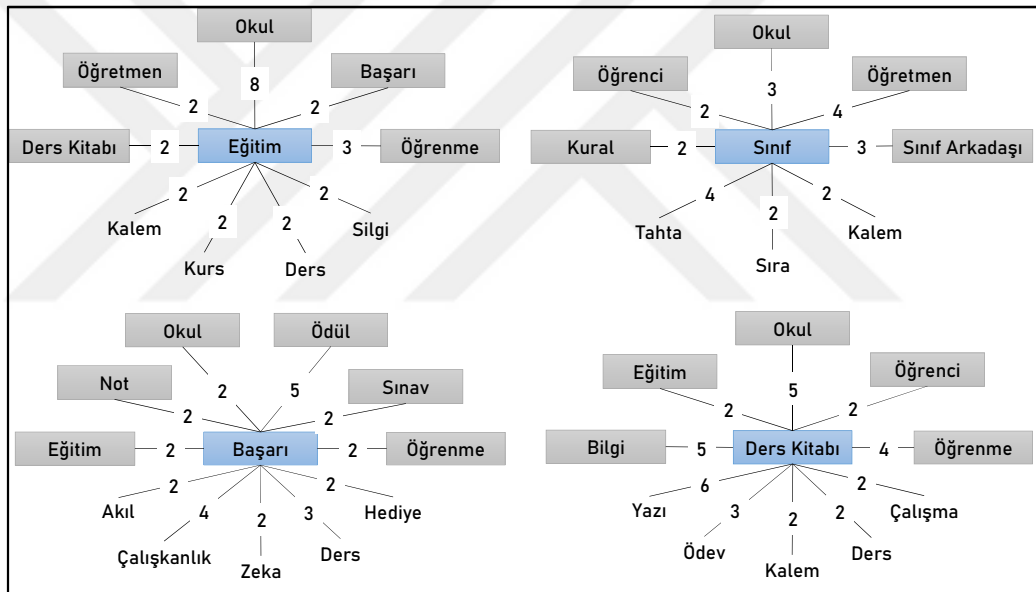 Okul
Öğretmen
8
Başarı
2
2
Ders Kitabı
2
Eğitim
3
Öğrenme
2
2
2
2
Kalem
Silgi
Kurs
Ders
Okul
Öğrenci
3
Öğretmen
2
4
Kural
2
Sınıf
3
Sınıf Arkadaşı
4
2
2
Tahta
Kalem
Sıra
Okul
Ödül
Not
2
5
Sınav
2
2
Eğitim
2
Başarı
2
Öğrenme
2
4
2
3
2
Akıl
Hediye
Çalışkanlık
Ders
Zeka
Okul
Eğitim
5
Öğrenci
2
2
Bilgi
5
Ders Kitabı
4
Öğrenme
6
3
2
2
2
Yazı
Çalışma
Ödev
Ders
Kalem